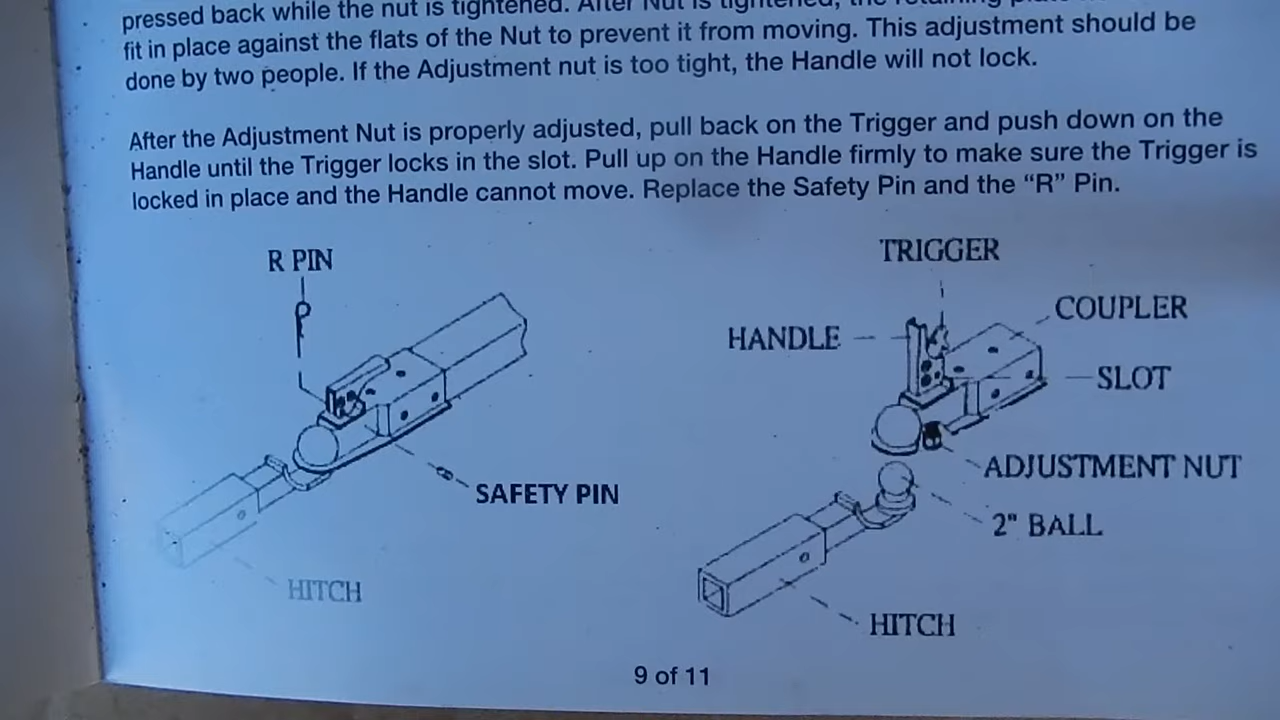 pressed back while the nut is tightened. After Nut is tightened, the retaining
fit in place against the flats of the Nut to prevent it from moving. This adjustment should be
done by two people. If the Adjustment nut is too tight, the Handle will not lock.
After the Adjustment Nut is properly adjusted, pull back on the Trigger and push down on the
Handle until the Trigger locks in the slot. Pull up on the Handle firmly to make sure the Trigger is
locked in place and the Handle cannot move. Replace the Safety Pin and the “R” Pin.
R PIN
SAFETY PIN
HITCH
TRIGGER
COUPLER
HANDLE
SLOT
ADJUSTMENT NUT
2" BALL
HITCH
9 of 11